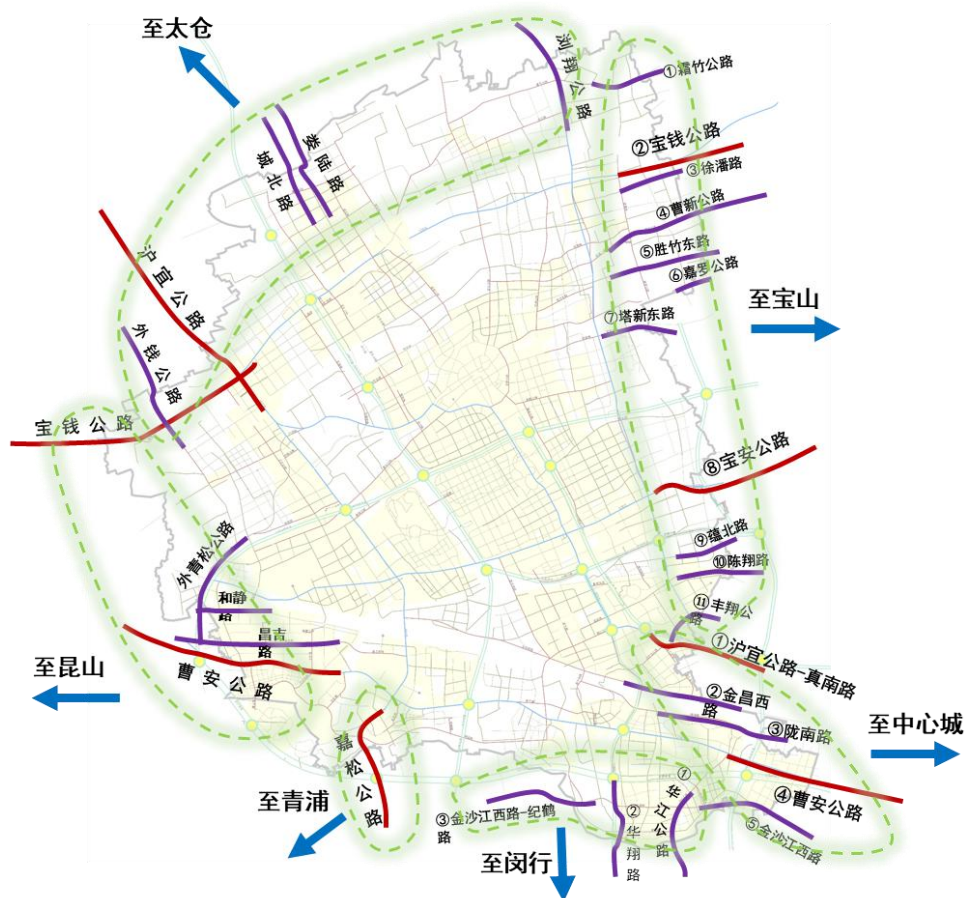 至太仓
浏翔公路
①霜竹公路
②宝钱公路
③徐潘路
娄陆路
城北路
④曹新公路
⑤胜竹东路
⑥嘉罗公路
沪宜公路
至宝山
⑦塔新东路
外钱公路
宝钱公路
⑧宝安公路
外青松公路
⑨蕴北路
⑩陈翔路
和静路
⑪丰翔公路
昌吉路
①沪宜公路-真南路
至昆山
曹安公路
②金昌西路
③陇南路
至中心城
嘉松公路
④曹安公路
至青浦
③金沙江西路-纪鹤路
②华翔路
①华江公路
⑤金沙江西路
至闵行